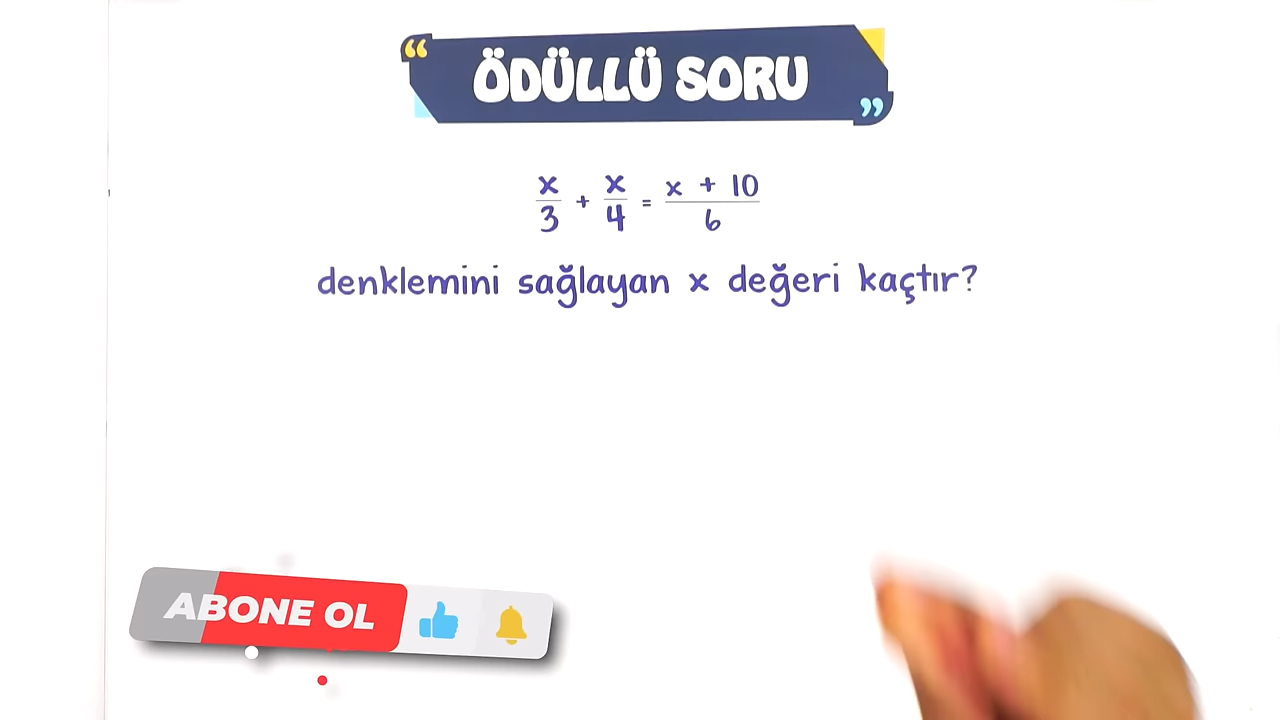 “ ÖDÜLLÜ SORU ”
x/3 + x/4 = x + 10/6
denklemini sağlayan x değeri kaçtır?
ABONE OL